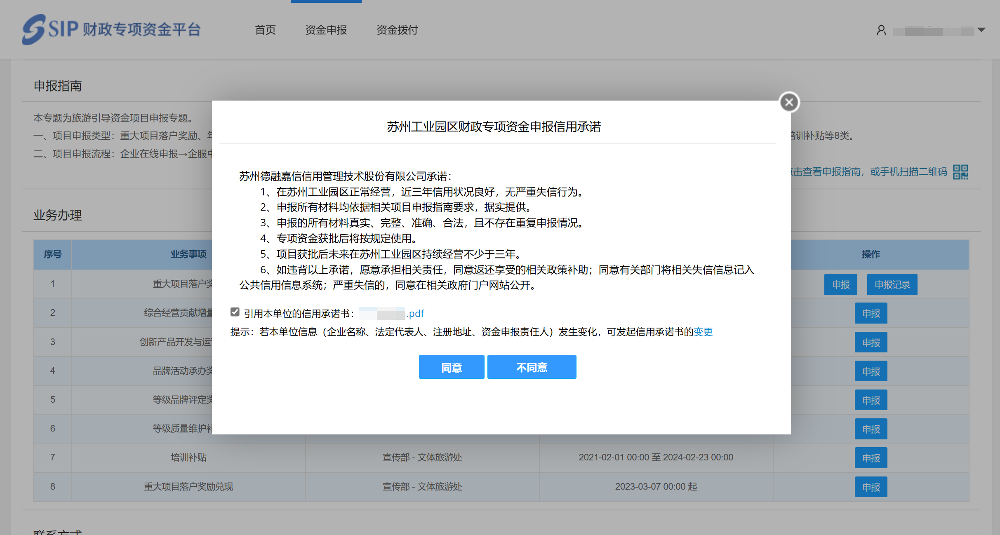 SIP 财政专项资金平台
首页 资金申报 资金拨付
申报指南
本专题为旅游引导资金项目申报专题。
一、项目申报类型：重大项目落户奖励、
培训补贴等8类。
二、项目申报流程：企业在线申报→企服中
点击查看申报指南，或手机扫描二维码
业务办理
序号 业务事项 操作
1 重大项目落户奖 申报 申报记录
2 综合经营贡献增量 申报
3 创新产品开发与运营 申报
4 品牌活动承办奖 申报
5 等级品牌评定奖 申报
6 等级质量维护补 申报
7 培训补贴 宣传部 - 文体旅游处 2021-02-01 00:00 至 2024-02-23 00:00 申报
8 重大项目落户奖励兑现 宣传部 - 文体旅游处 2023-03-07 00:00 起 申报
联系方式
苏州工业园区财政专项资金申报信用承诺
苏州德融嘉信信用管理技术股份有限公司承诺：
1、在苏州工业园区正常经营，近三年信用状况良好，无严重失信行为。
2、申报所有材料均依据相关项目申报指南要求，据实提供。
3、申报的所有材料真实、完整、准确、合法，且不存在重复申报情况。
4、专项资金获批后将按规定使用。
5、项目获批后未来在苏州工业园区持续经营不少于三年。
6、如违背以上承诺，愿意承担相关责任，同意返还享受的相关政策补助；同意有关部门将相关失信信息记入
公共信用信息系统；严重失信的，同意在相关政府门户网站公开。
引用本单位的信用承诺书： .pdf
提示：若本单位信息（企业名称、法定代表人、注册地址、资金申报责任人）发生变化，可发起信用承诺书的变更
同意 不同意